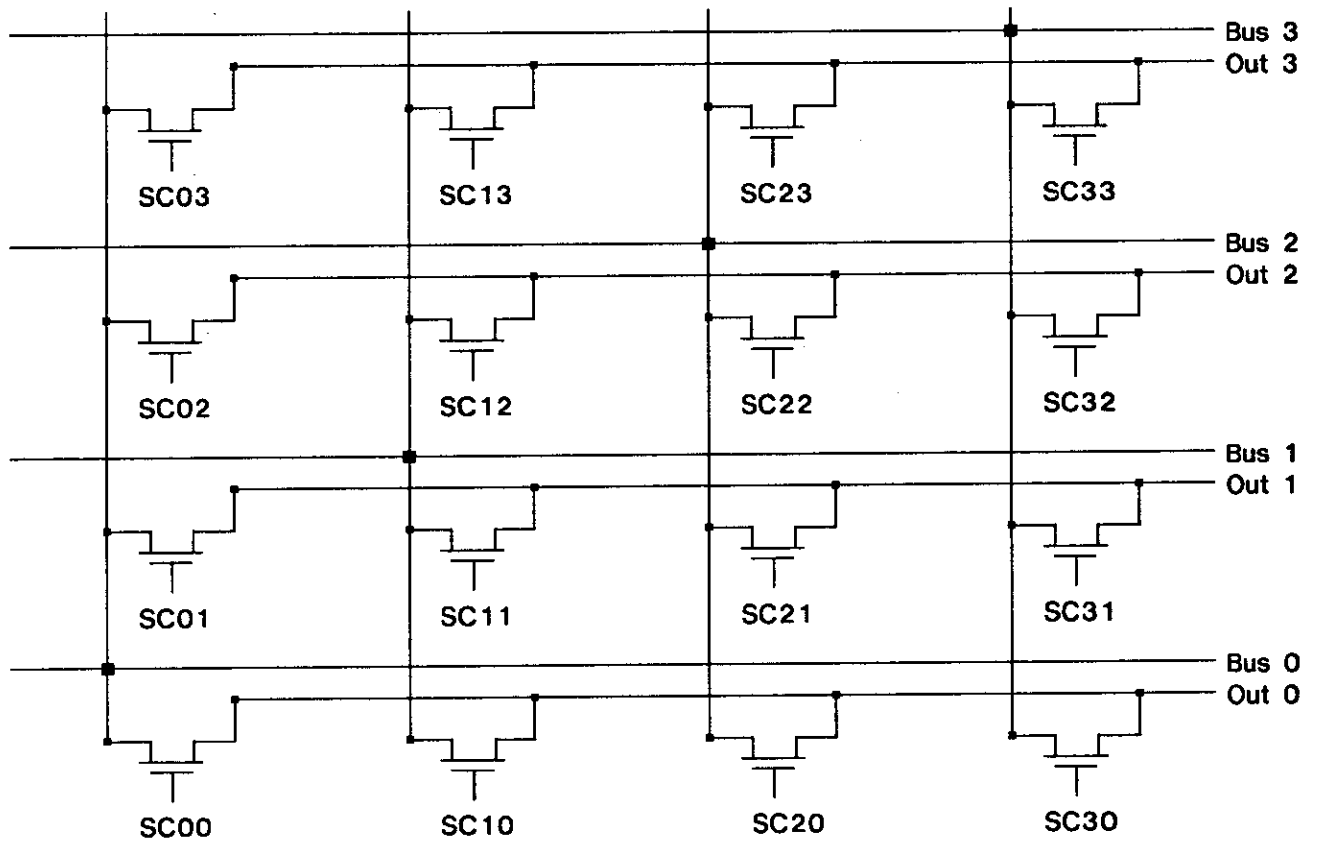 Bus 3
Out 3
SC03 SC13 SC23 SC33
Bus 2
Out 2
SC02 SC12 SC22 SC32
Bus 1
Out 1
SC01 SC11 SC21 SC31
Bus 0
Out 0
SC00 SC10 SC20 SC30